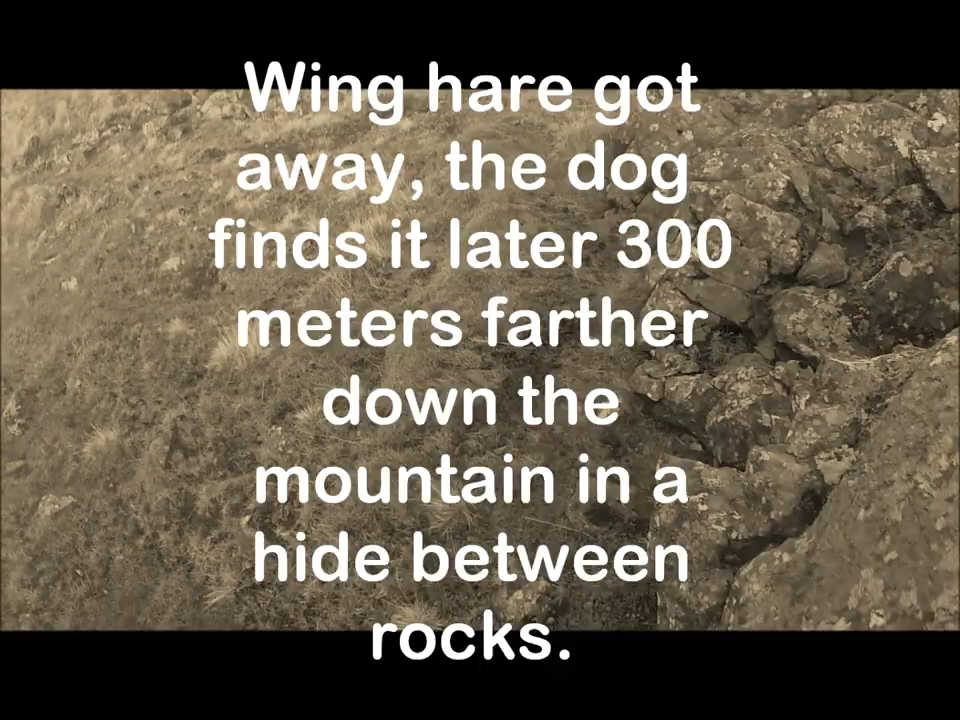 Wing hare got
away, the dog
finds it later 300
meters farther
down the
mountain in a
hide between
rocks.